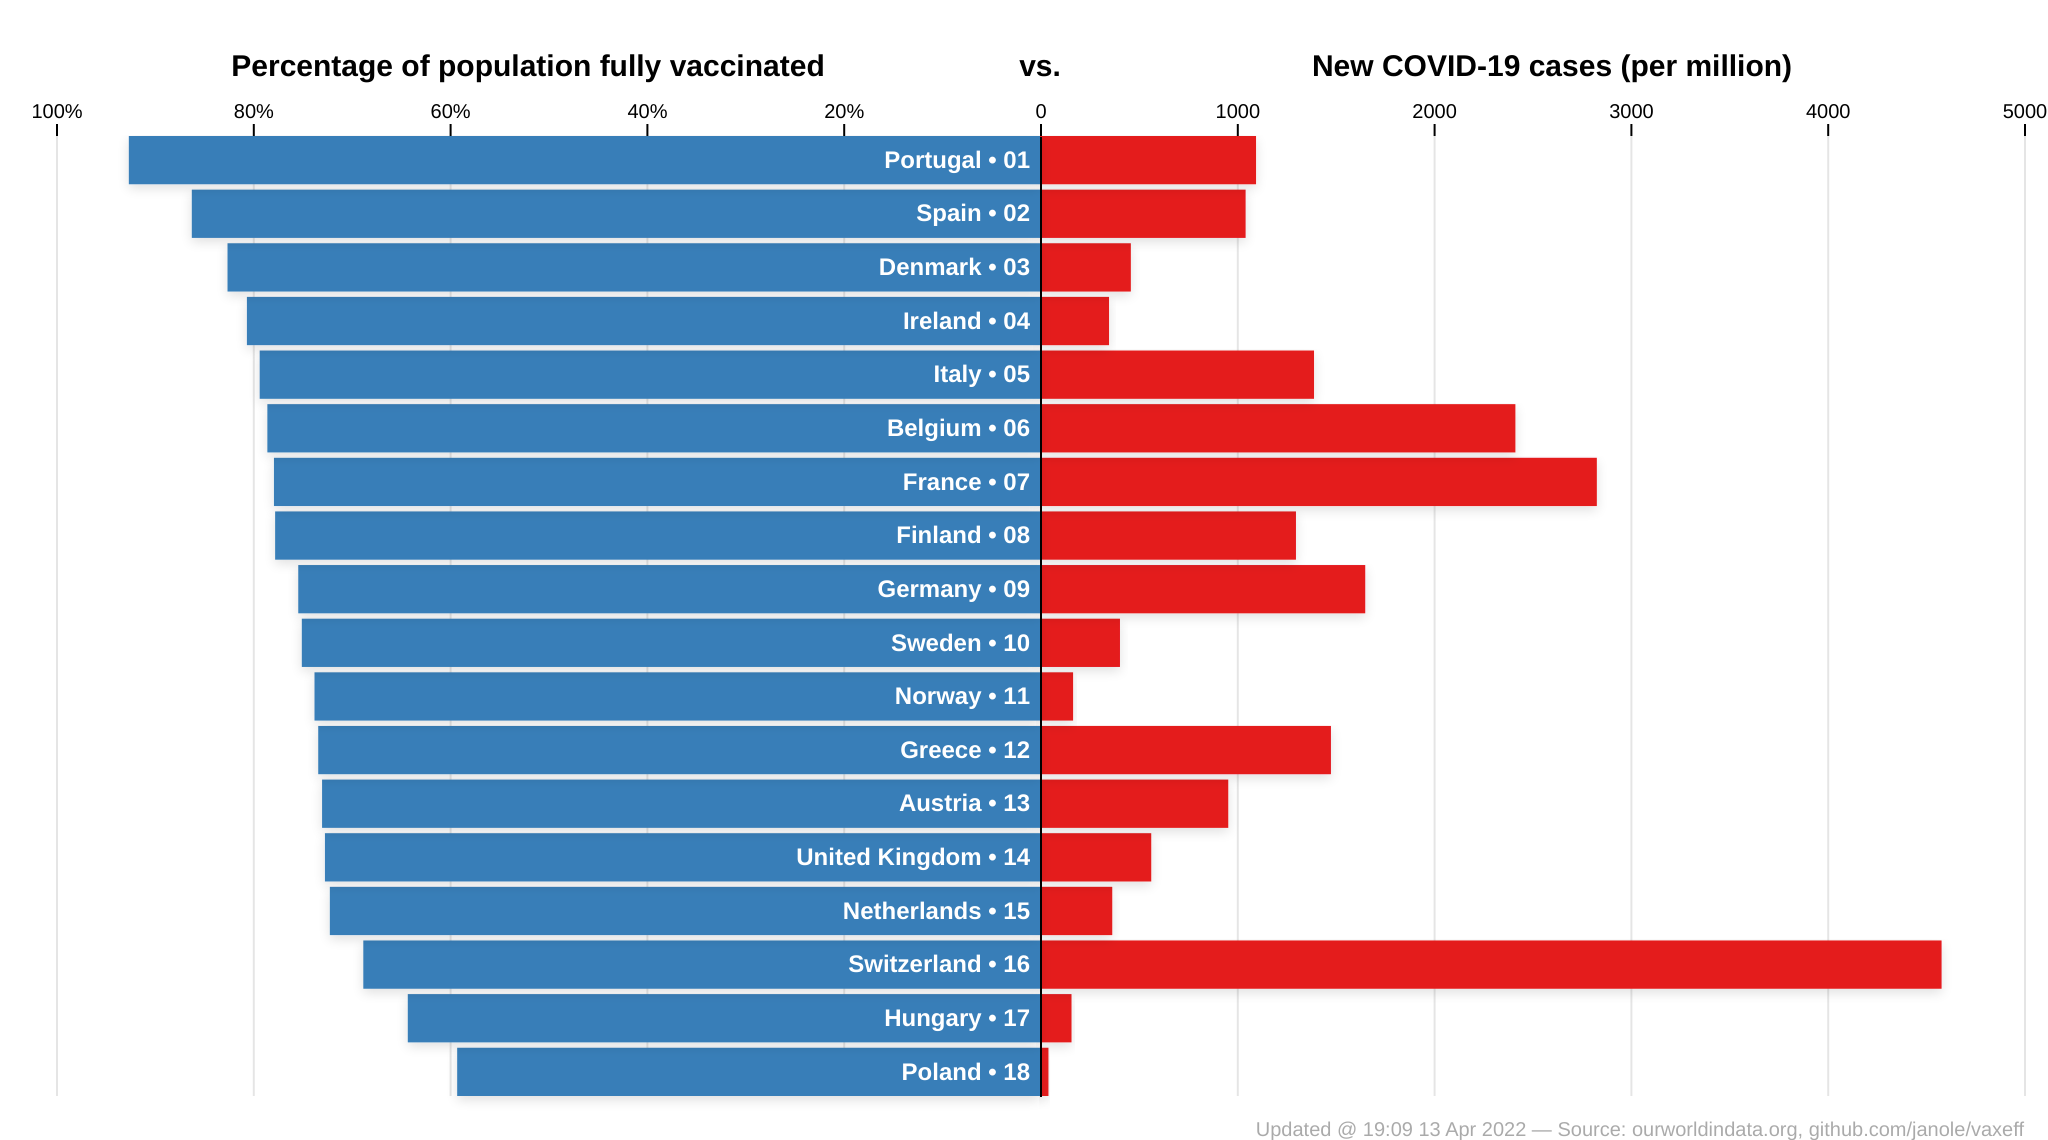 Percentage of population fully vaccinated vs. New COVID-19 cases (per million)
100% 80% 60% 40% 20% 0 1000 2000 3000 4000 5000
Portugal • 01
Spain • 02
Denmark • 03
Ireland • 04
Italy • 05
Belgium • 06
France • 07
Finland • 08
Germany • 09
Sweden • 10
Norway • 11
Greece • 12
Austria • 13
United Kingdom • 14
Netherlands • 15
Switzerland • 16
Hungary • 17
Poland • 18
Updated @ 19:09 13 Apr 2022 — Source: ourworldindata.org, github.com/janole/vaxeff